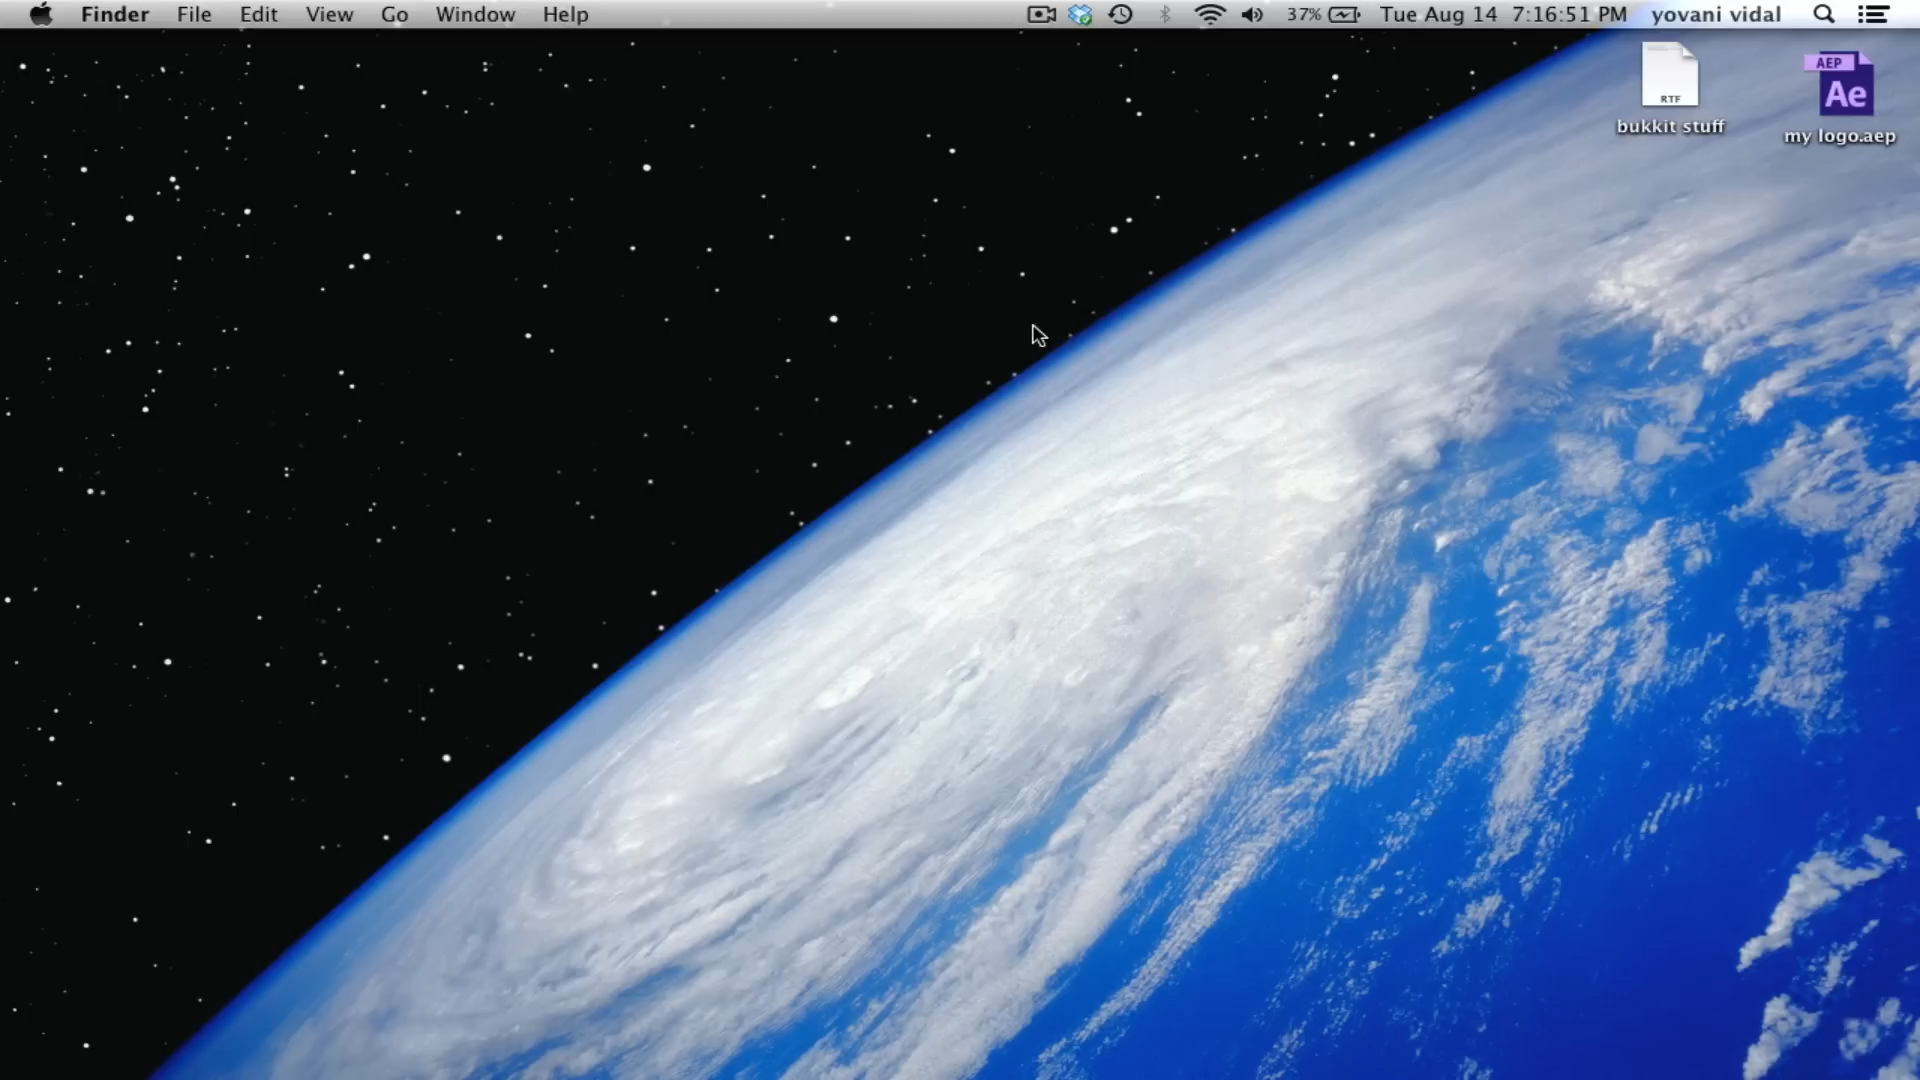 Finder File Edit View Go Window Help 37% Tue Aug 14 7:16:51 PM yovani vidal
RTF
bukkit stuff
AEP
Ae
my logo.aep